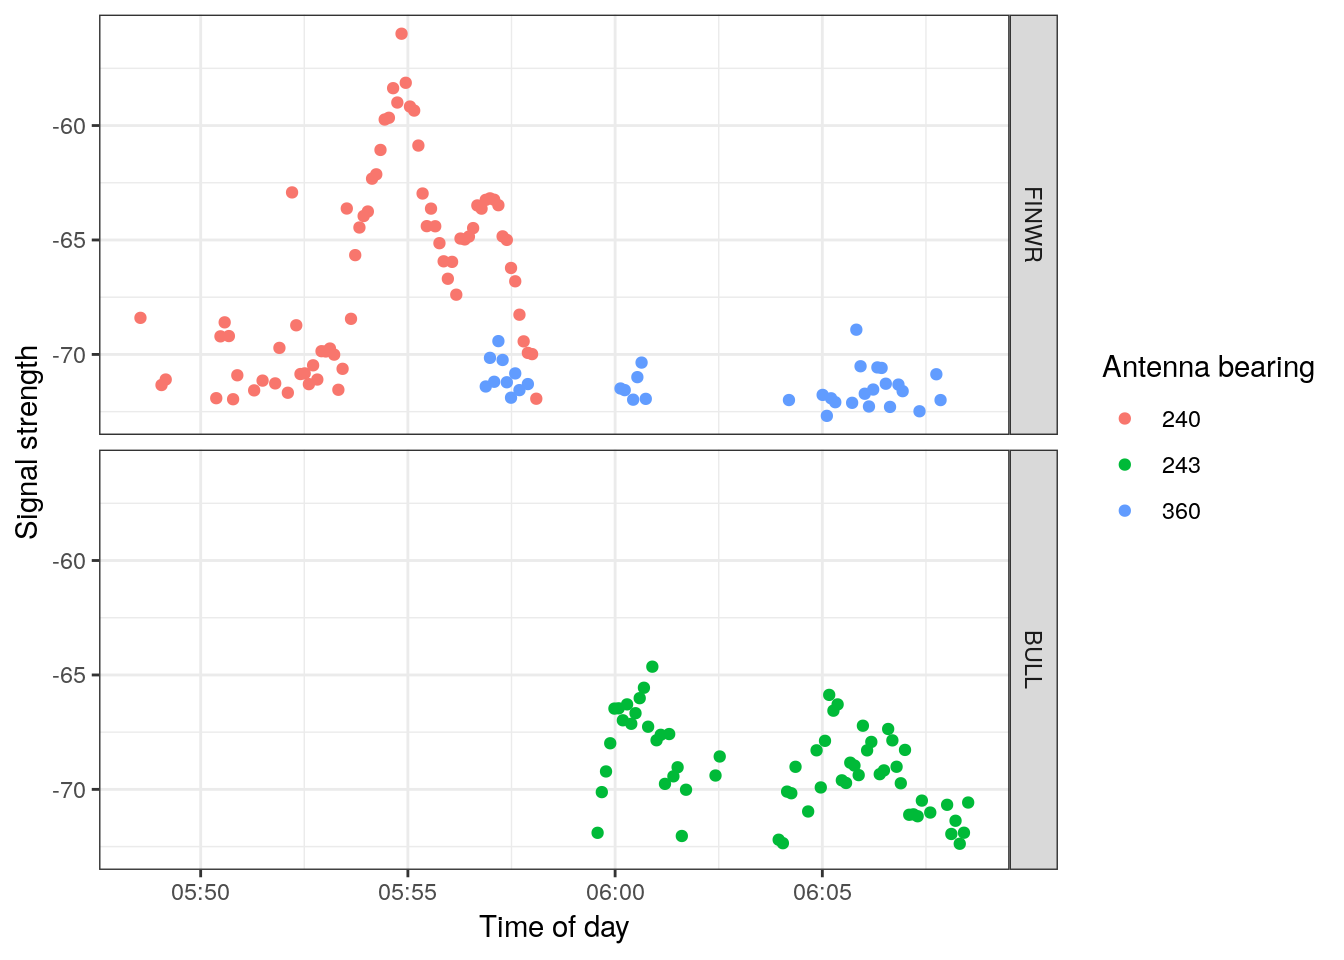 -60
-65
-70
FINWR
-60
-65
-70
BULL
05:50
05:55
06:00
06:05
Time of day
Signal strength
Antenna bearing
240
243
360